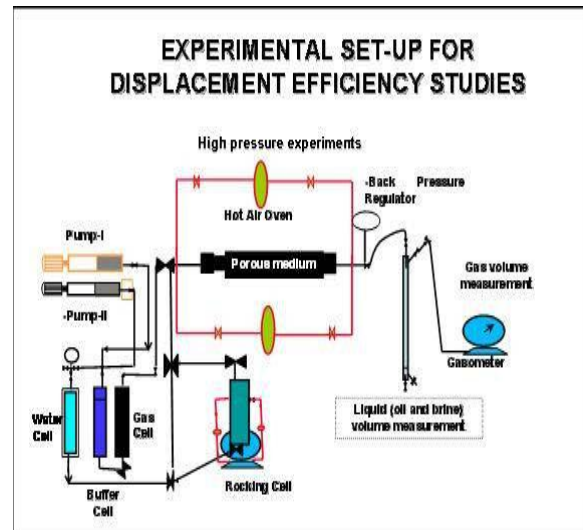 EXPERIMENTAL SET-UP FOR
DISPLACEMENT EFFICIENCY STUDIES
High pressure experiments
-Back Pressure
Regulator
Hot Air Oven
Pump-I
Porous medium
Gas volume
measurement
-Pump-II
Gasometer
Water
Cell
Gas
Cell
Liquid (oil and brine)
volume measurement
Buffer
Cell
Rocking Cell